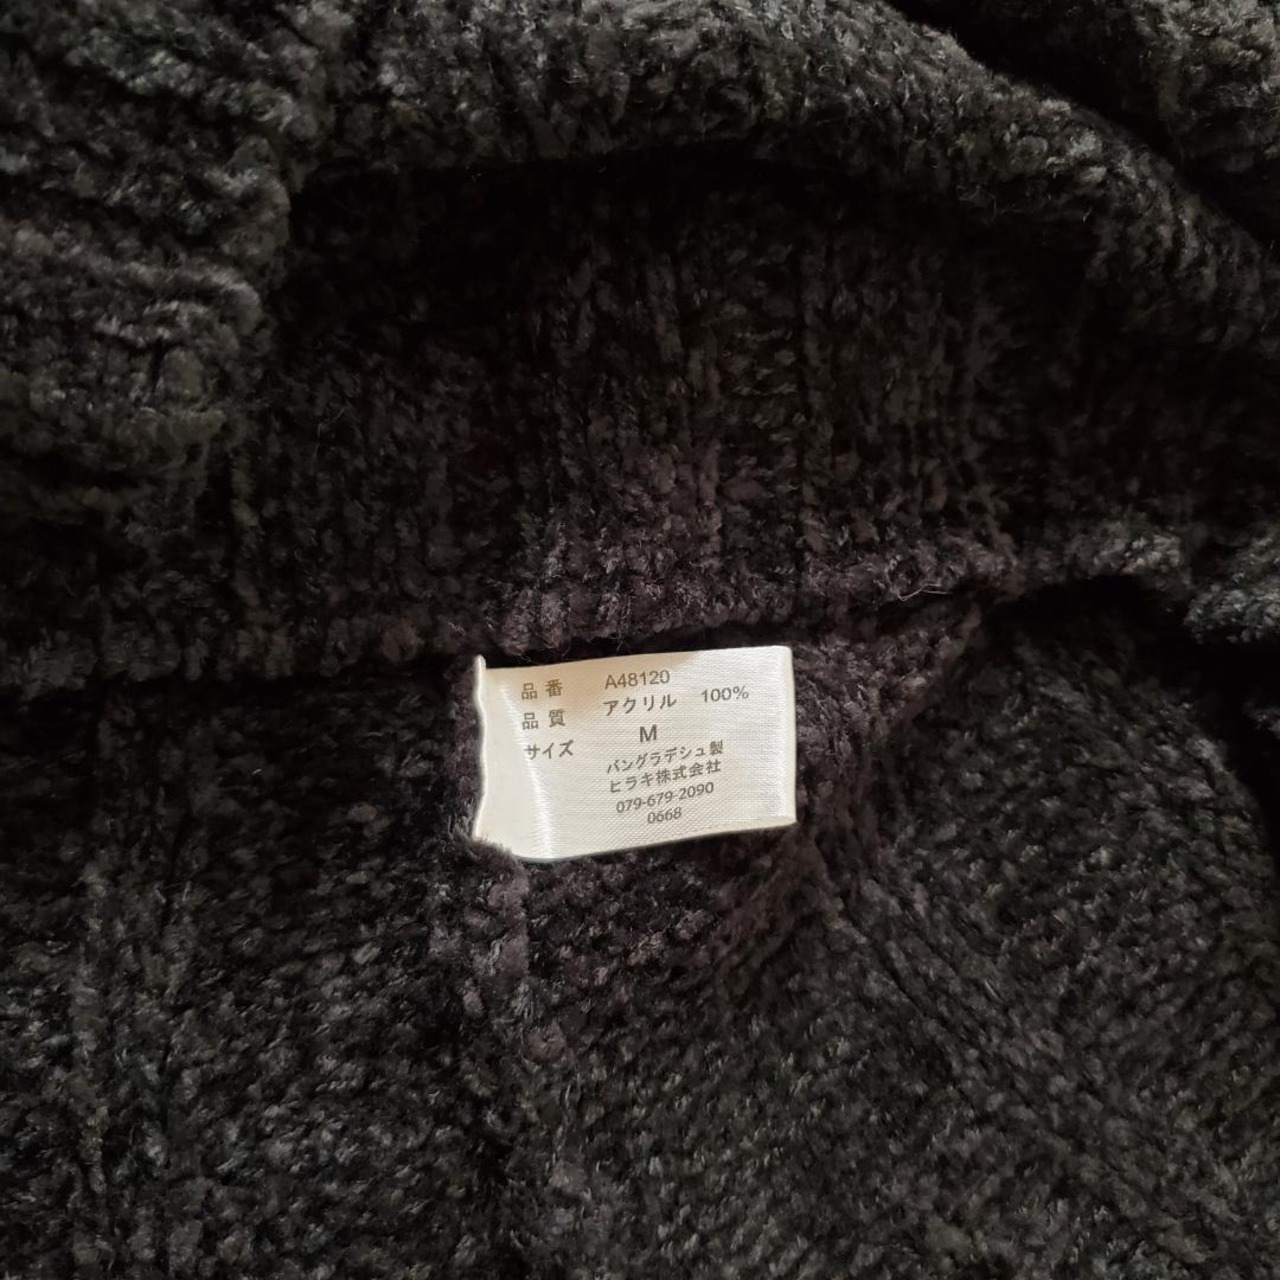 品番 A48120
品質 アクリル 100%
サイズ M
バングラデシュ製
ヒラキ株式会社
079-679-2090
0668